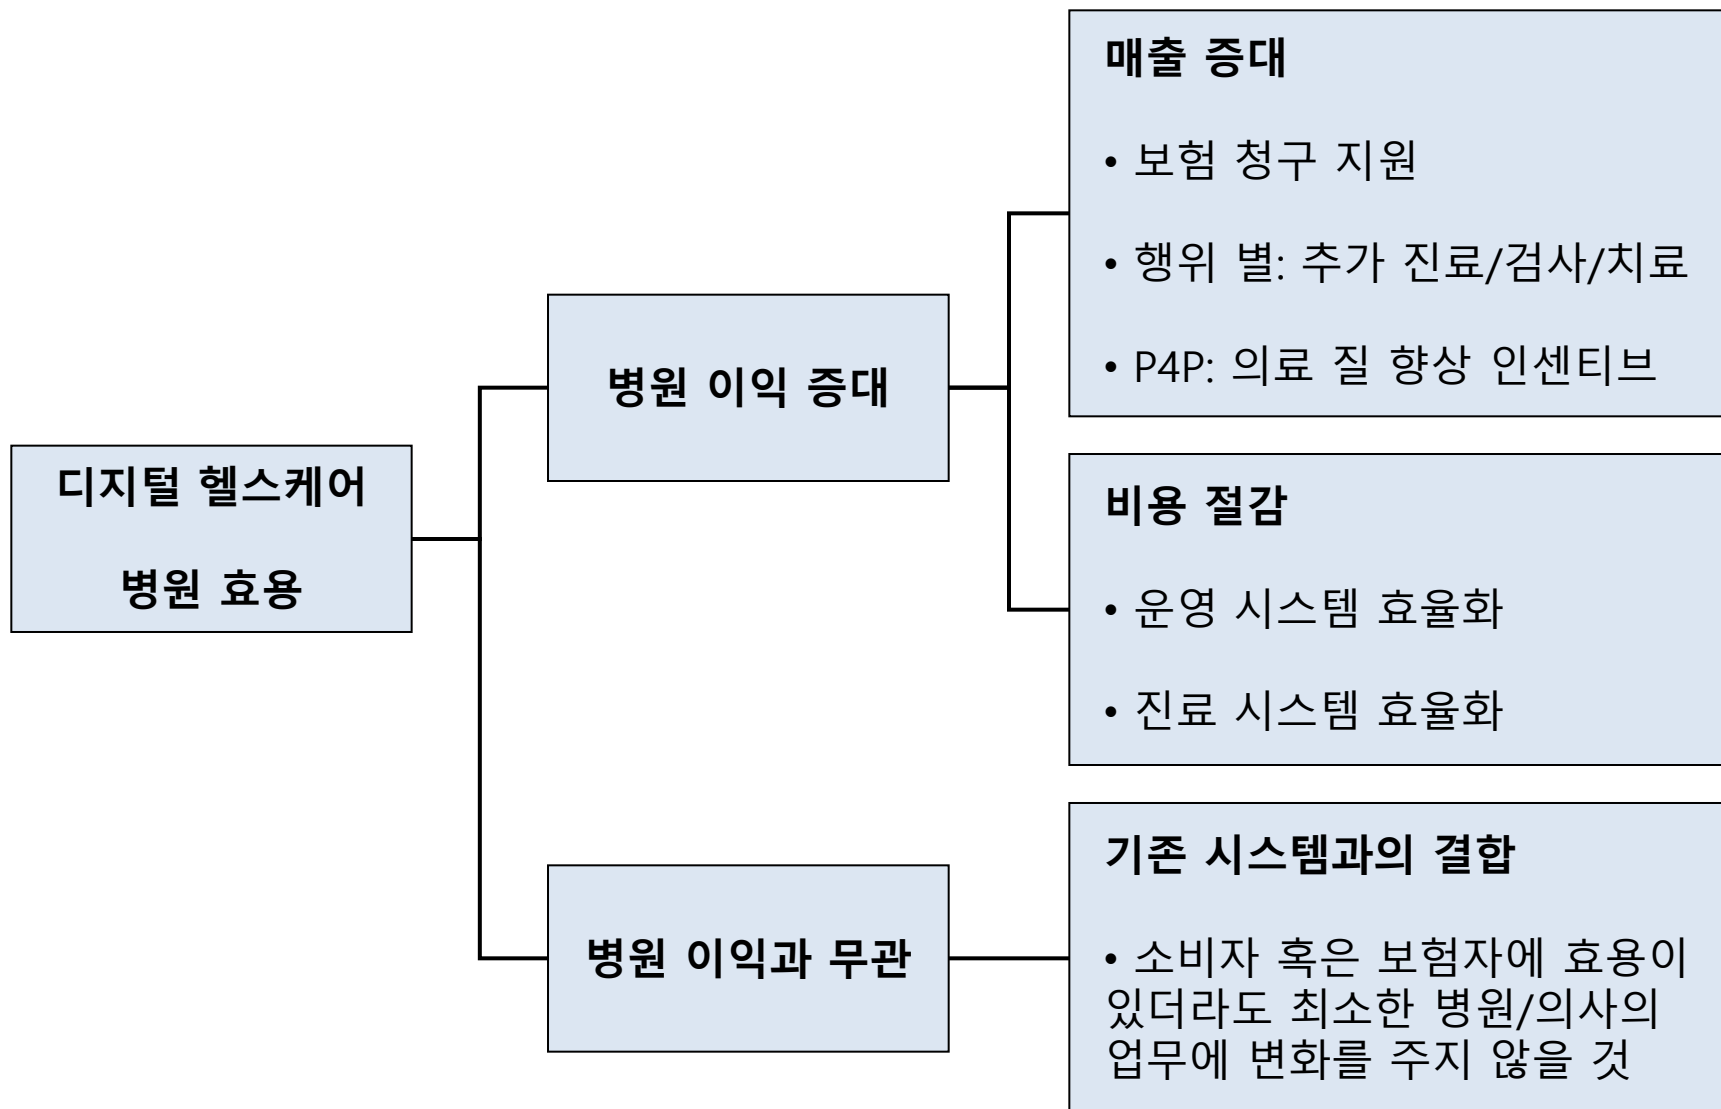 디지털 헬스케어
병원 효용
병원 이익 증대
병원 이익과 무관
매출 증대
• 보험 청구 지원
• 행위 별: 추가 진료/검사/치료
• P4P: 의료 질 향상 인센티브
비용 절감
• 운영 시스템 효율화
• 진료 시스템 효율화
기존 시스템과의 결합
• 소비자 혹은 보험자에 효용이
있더라도 최소한 병원/의사의
업무에 변화를 주지 않을 것